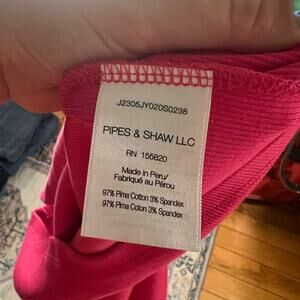 J2305JY020S0238
PIPES & SHAW LLC
RN 155820
Made in Peru/
Fabriqué au Pérou
97% Pima Cotton 3% Spandex
97% Pima Coton 3% Spandex